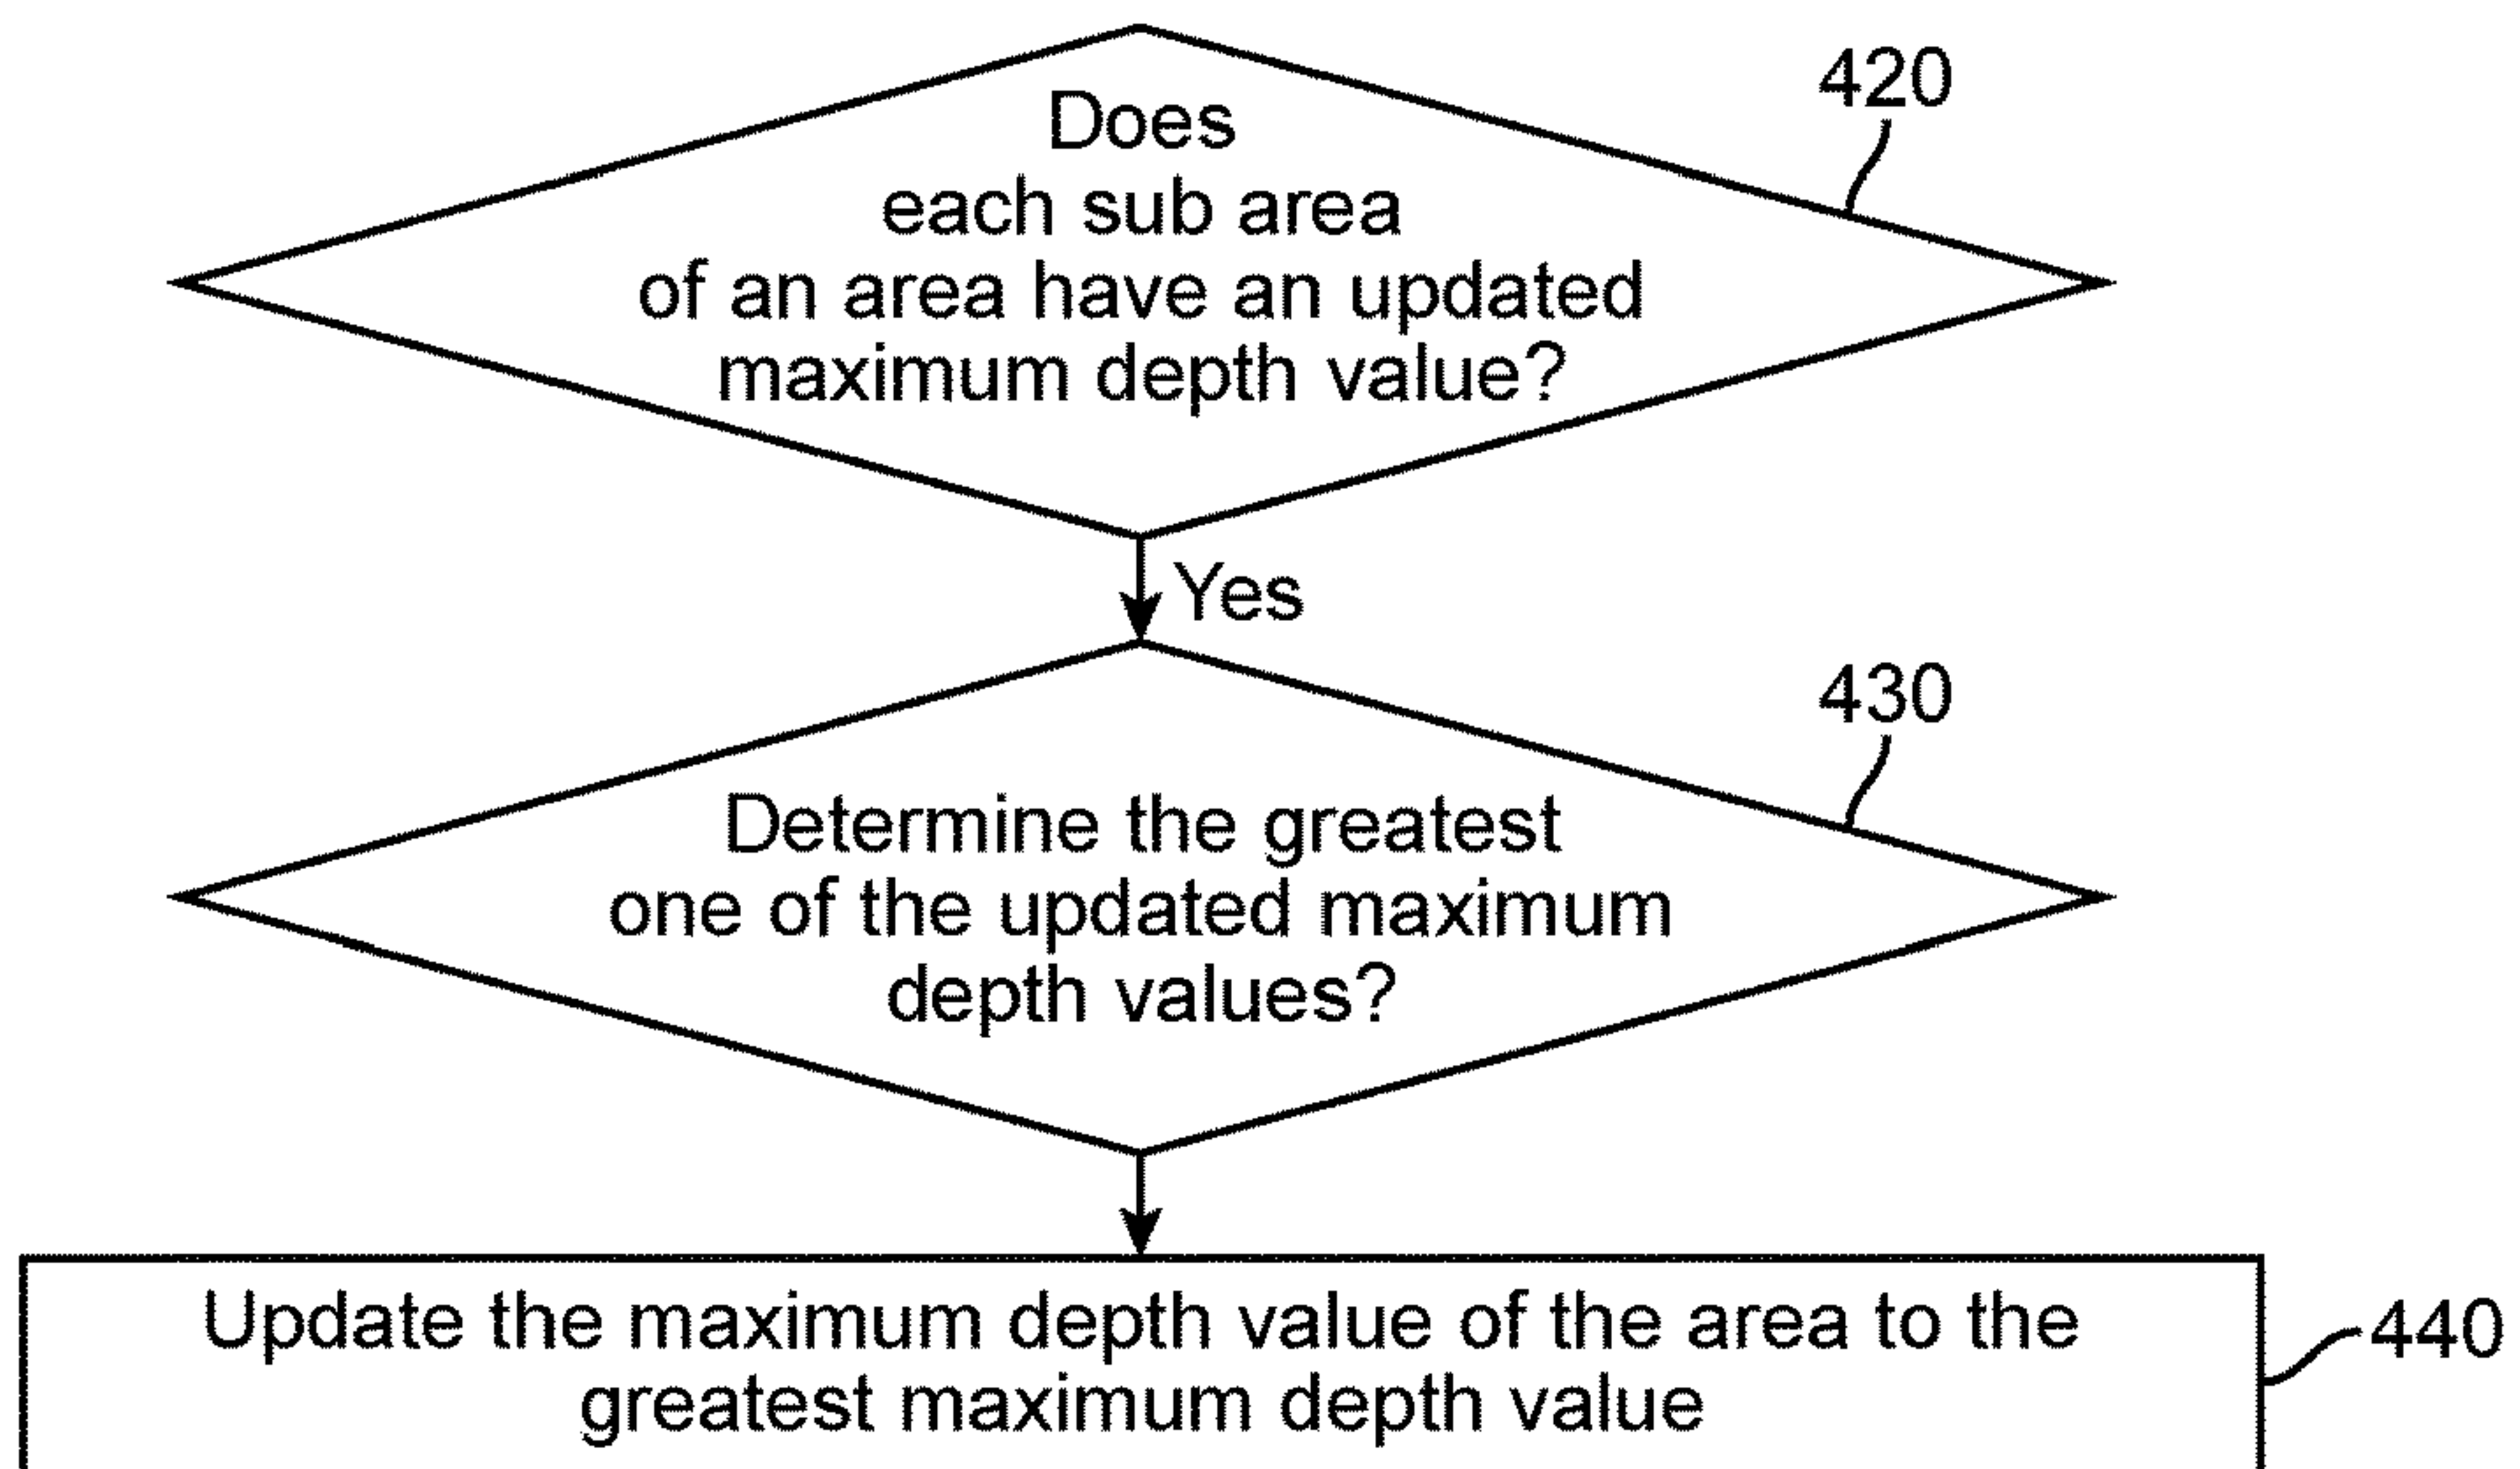 Does
420
each sub area
of an area have an updated
maximum depth value?
Yes
430
Determine the greatest
one of the updated maximum
depth values?
Update the maximum depth value of the area to the
440
greatest maximum depth value